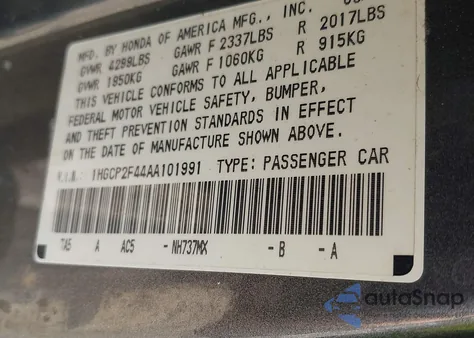 MFD. BY HONDA OF AMERICA MFG., INC.
GVWR 4299LBS GAWR F 2337LBS R 2017LBS
GVWR 1950KG GAWR F 1060KG R 915KG
THIS VEHICLE CONFORMS TO ALL APPLICABLE
FEDERAL MOTOR VEHICLE SAFETY, BUMPER,
AND THEFT PREVENTION STANDARDS IN EFFECT
ON THE DATE OF MANUFACTURE SHOWN ABOVE.
V.I.N.: 1HGCP2F44AA101991 TYPE: PASSENGER CAR
TA5 A AC5 - NH737MX - B - A
autoSnap